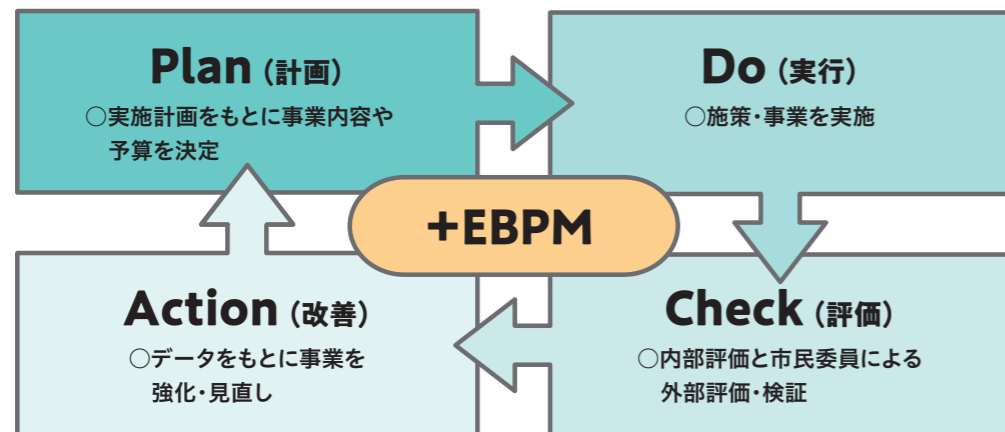 Plan（計画）
○実施計画をもとに事業内容や
予算を決定
Do（実行）
○施策・事業を実施
+EBPM
Action（改善）
○データをもとに事業を
強化・見直し
Check（評価）
○内部評価と市民委員による
外部評価・検証